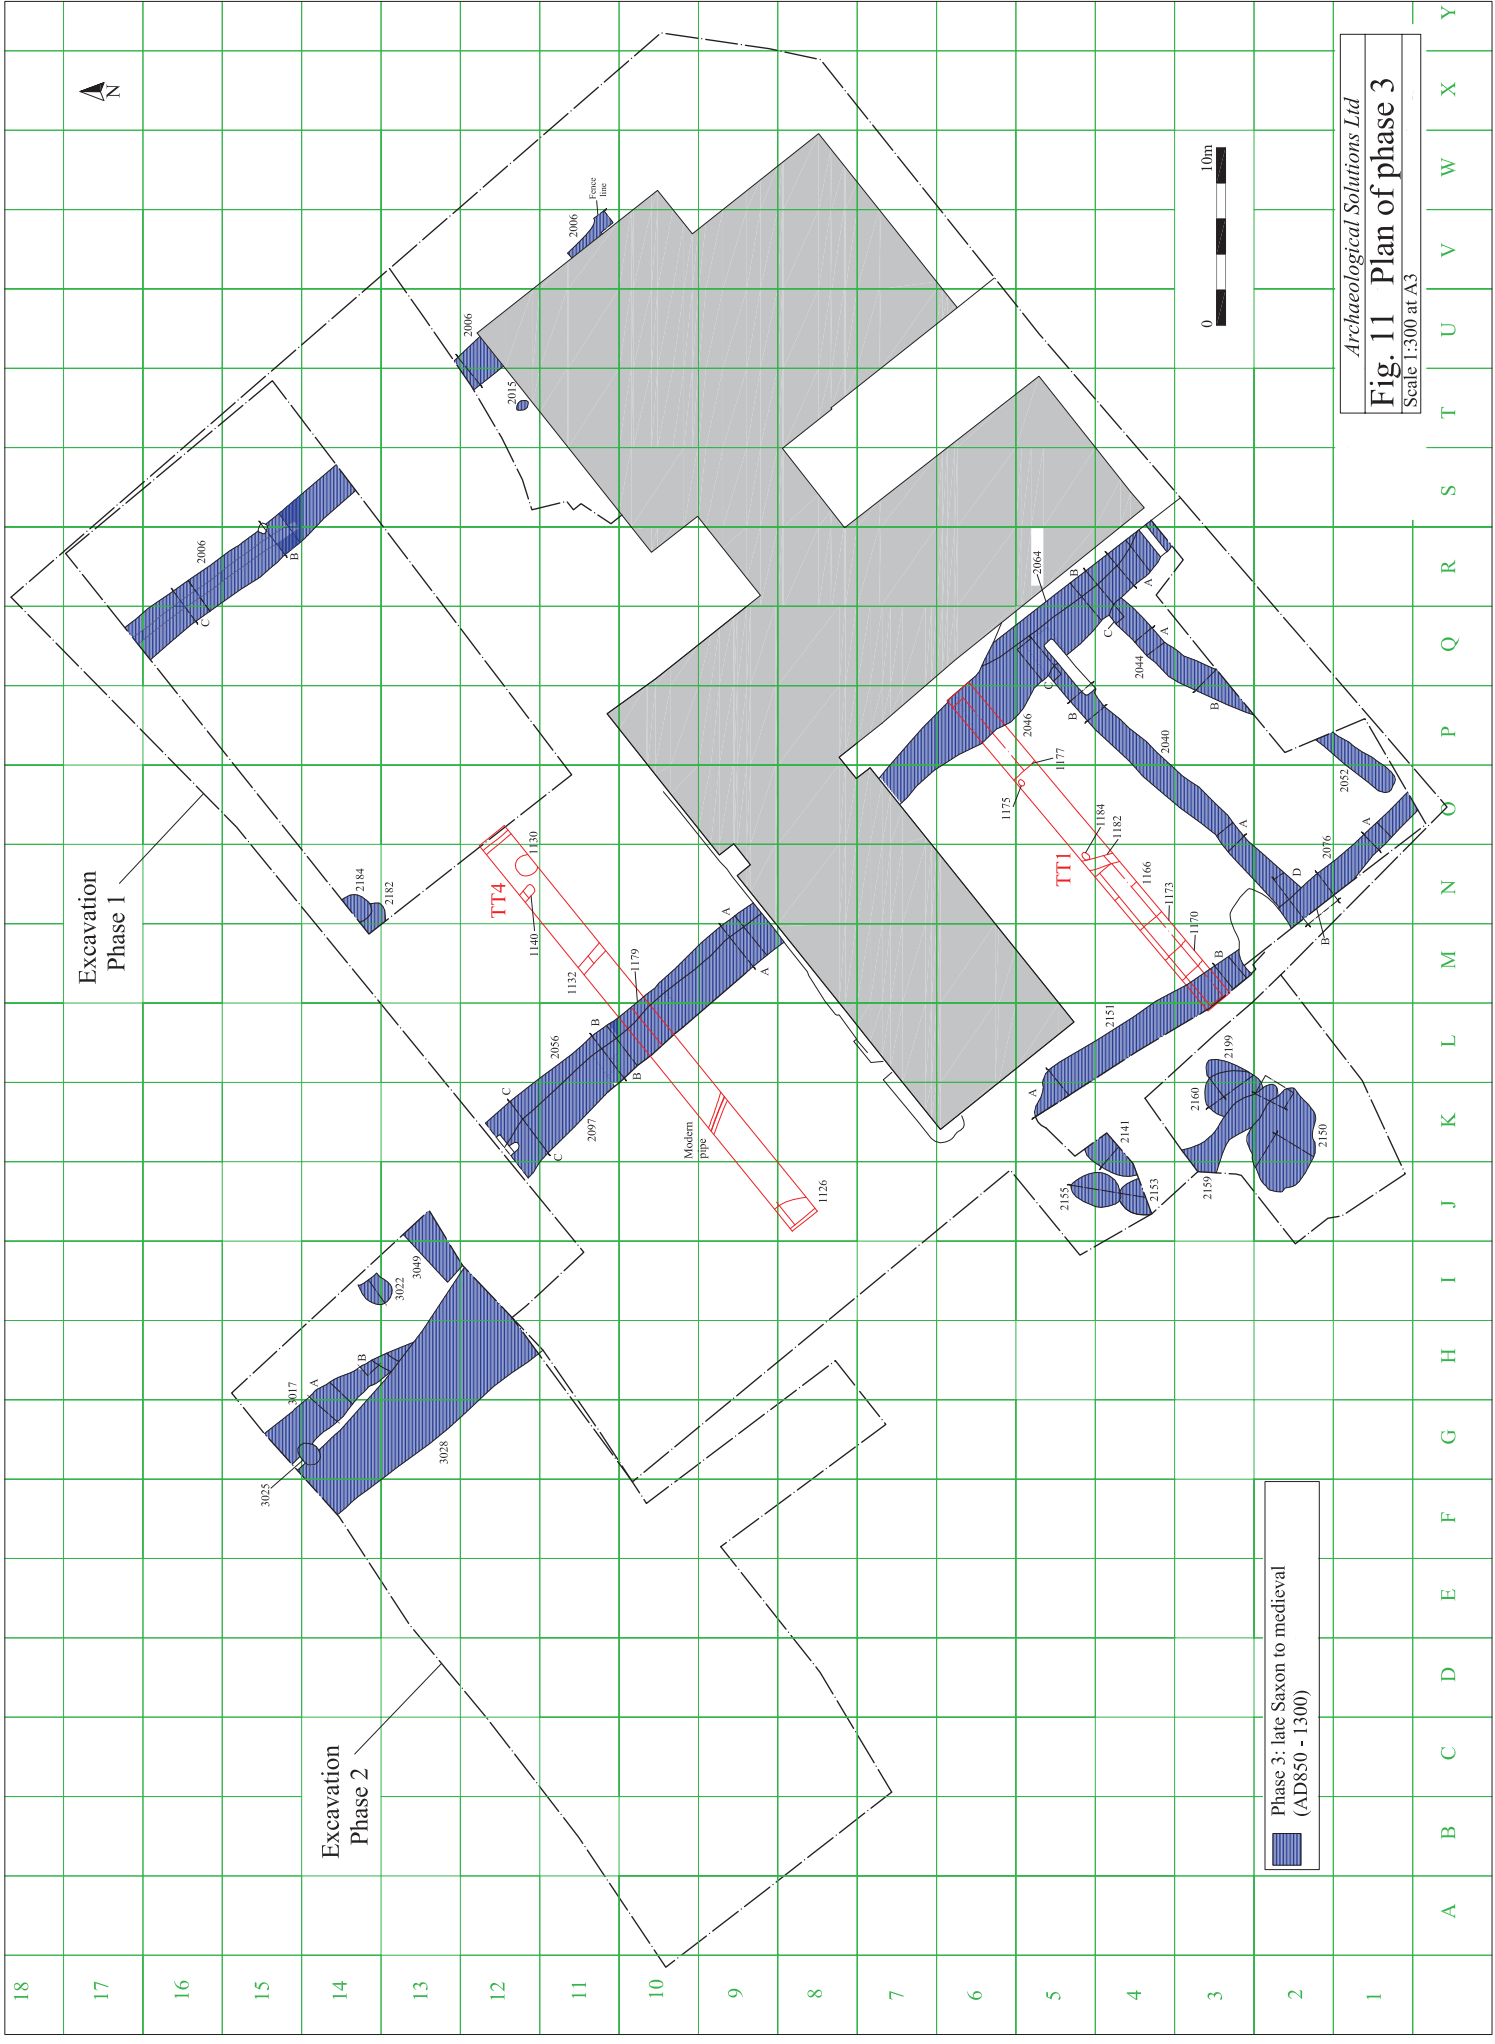 Archaeological Solutions Ltd
Fig. 11 Plan of phase 3
Scale 1:300 at A3
Phase 3: late Saxon to medieval
(AD850 - 1300)
0
10m
N
Excavation
Phase 1
Excavation
Phase 2
18
17
16
15
14
13
12
11
10
9
8
7
6
5
4
3
2
1
A
B
C
D
E
F
G
H
I
J
K
L
M
N
O
P
Q
R
S
T
U
V
W
X
Y
2006
B
C
2006
2015
2006
Fence
line
2184
2182
TT4
1130
1140
1132
1179
Modern
pipe
1126
2056
2097
A
A
B
B
C
C
3049
3022
3017
A
B
3025
3028
2064
B
A
C
2044
A
B
2046
C
B
2040
A
D
2052
2076
A
B
TT1
1177
1175
1184
1182
1166
1173
1170
2151
A
B
2141
2155
2153
2199
2160
2159
2150